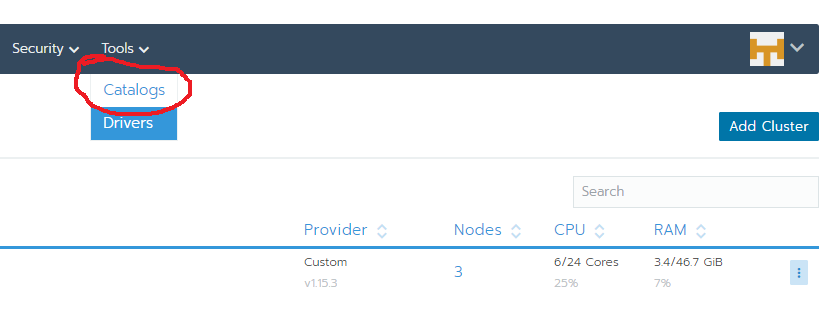 Security Tools
Catalogs
Drivers
Add Cluster
Search
Provider Nodes CPU RAM
Custom 3 6/24 Cores 3.4/46.7 GiB
v1.15.3 25% 7%